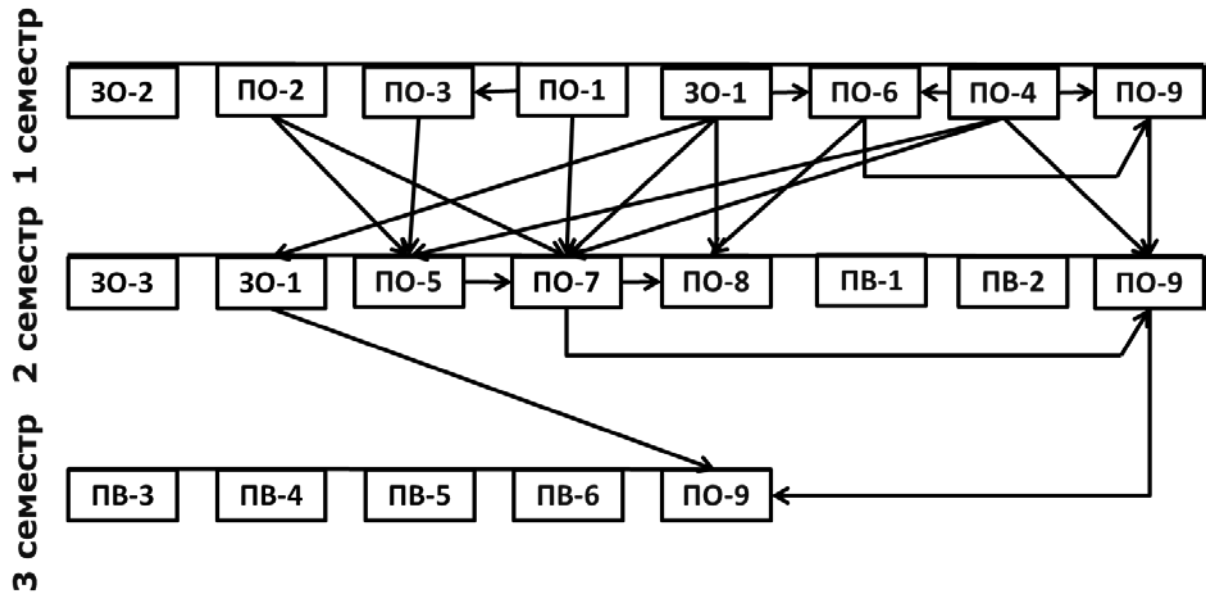 1 семестр
ЗО-2 ПО-2 ПО-3 ПО-1 ЗО-1 ПО-6 ПО-4 ПО-9
2 семестр
ЗО-3 ЗО-1 ПО-5 ПО-7 ПО-8 ПВ-1 ПВ-2 ПО-9
3 семестр
ПВ-3 ПВ-4 ПВ-5 ПВ-6 ПО-9